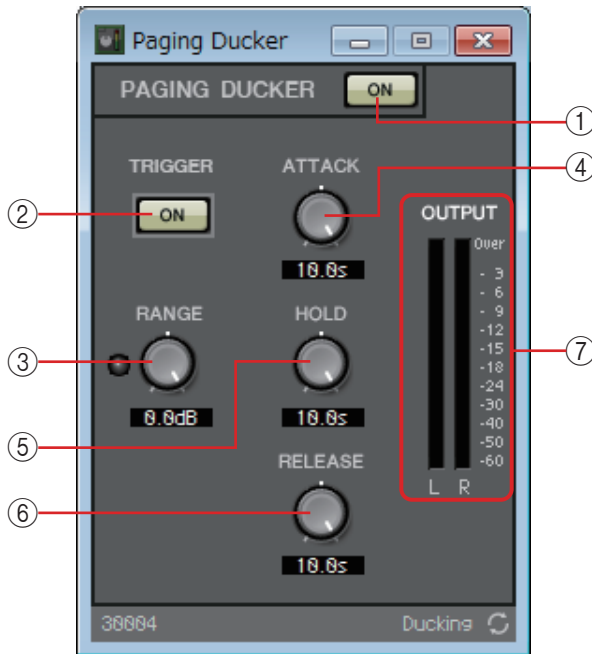 Paging Ducker
PAGING DUCKER ON
①
TRIGGER
ATTACK
④
② ON
OUTPUT
Over
10.0s
- 3
- 6
- 9
-12
-15
-18
-24
-30
-40
-50
-60
L R
⑦
RANGE
HOLD
③
0.0dB
10.0s
⑤
RELEASE
⑥
10.0s
30004
Ducking